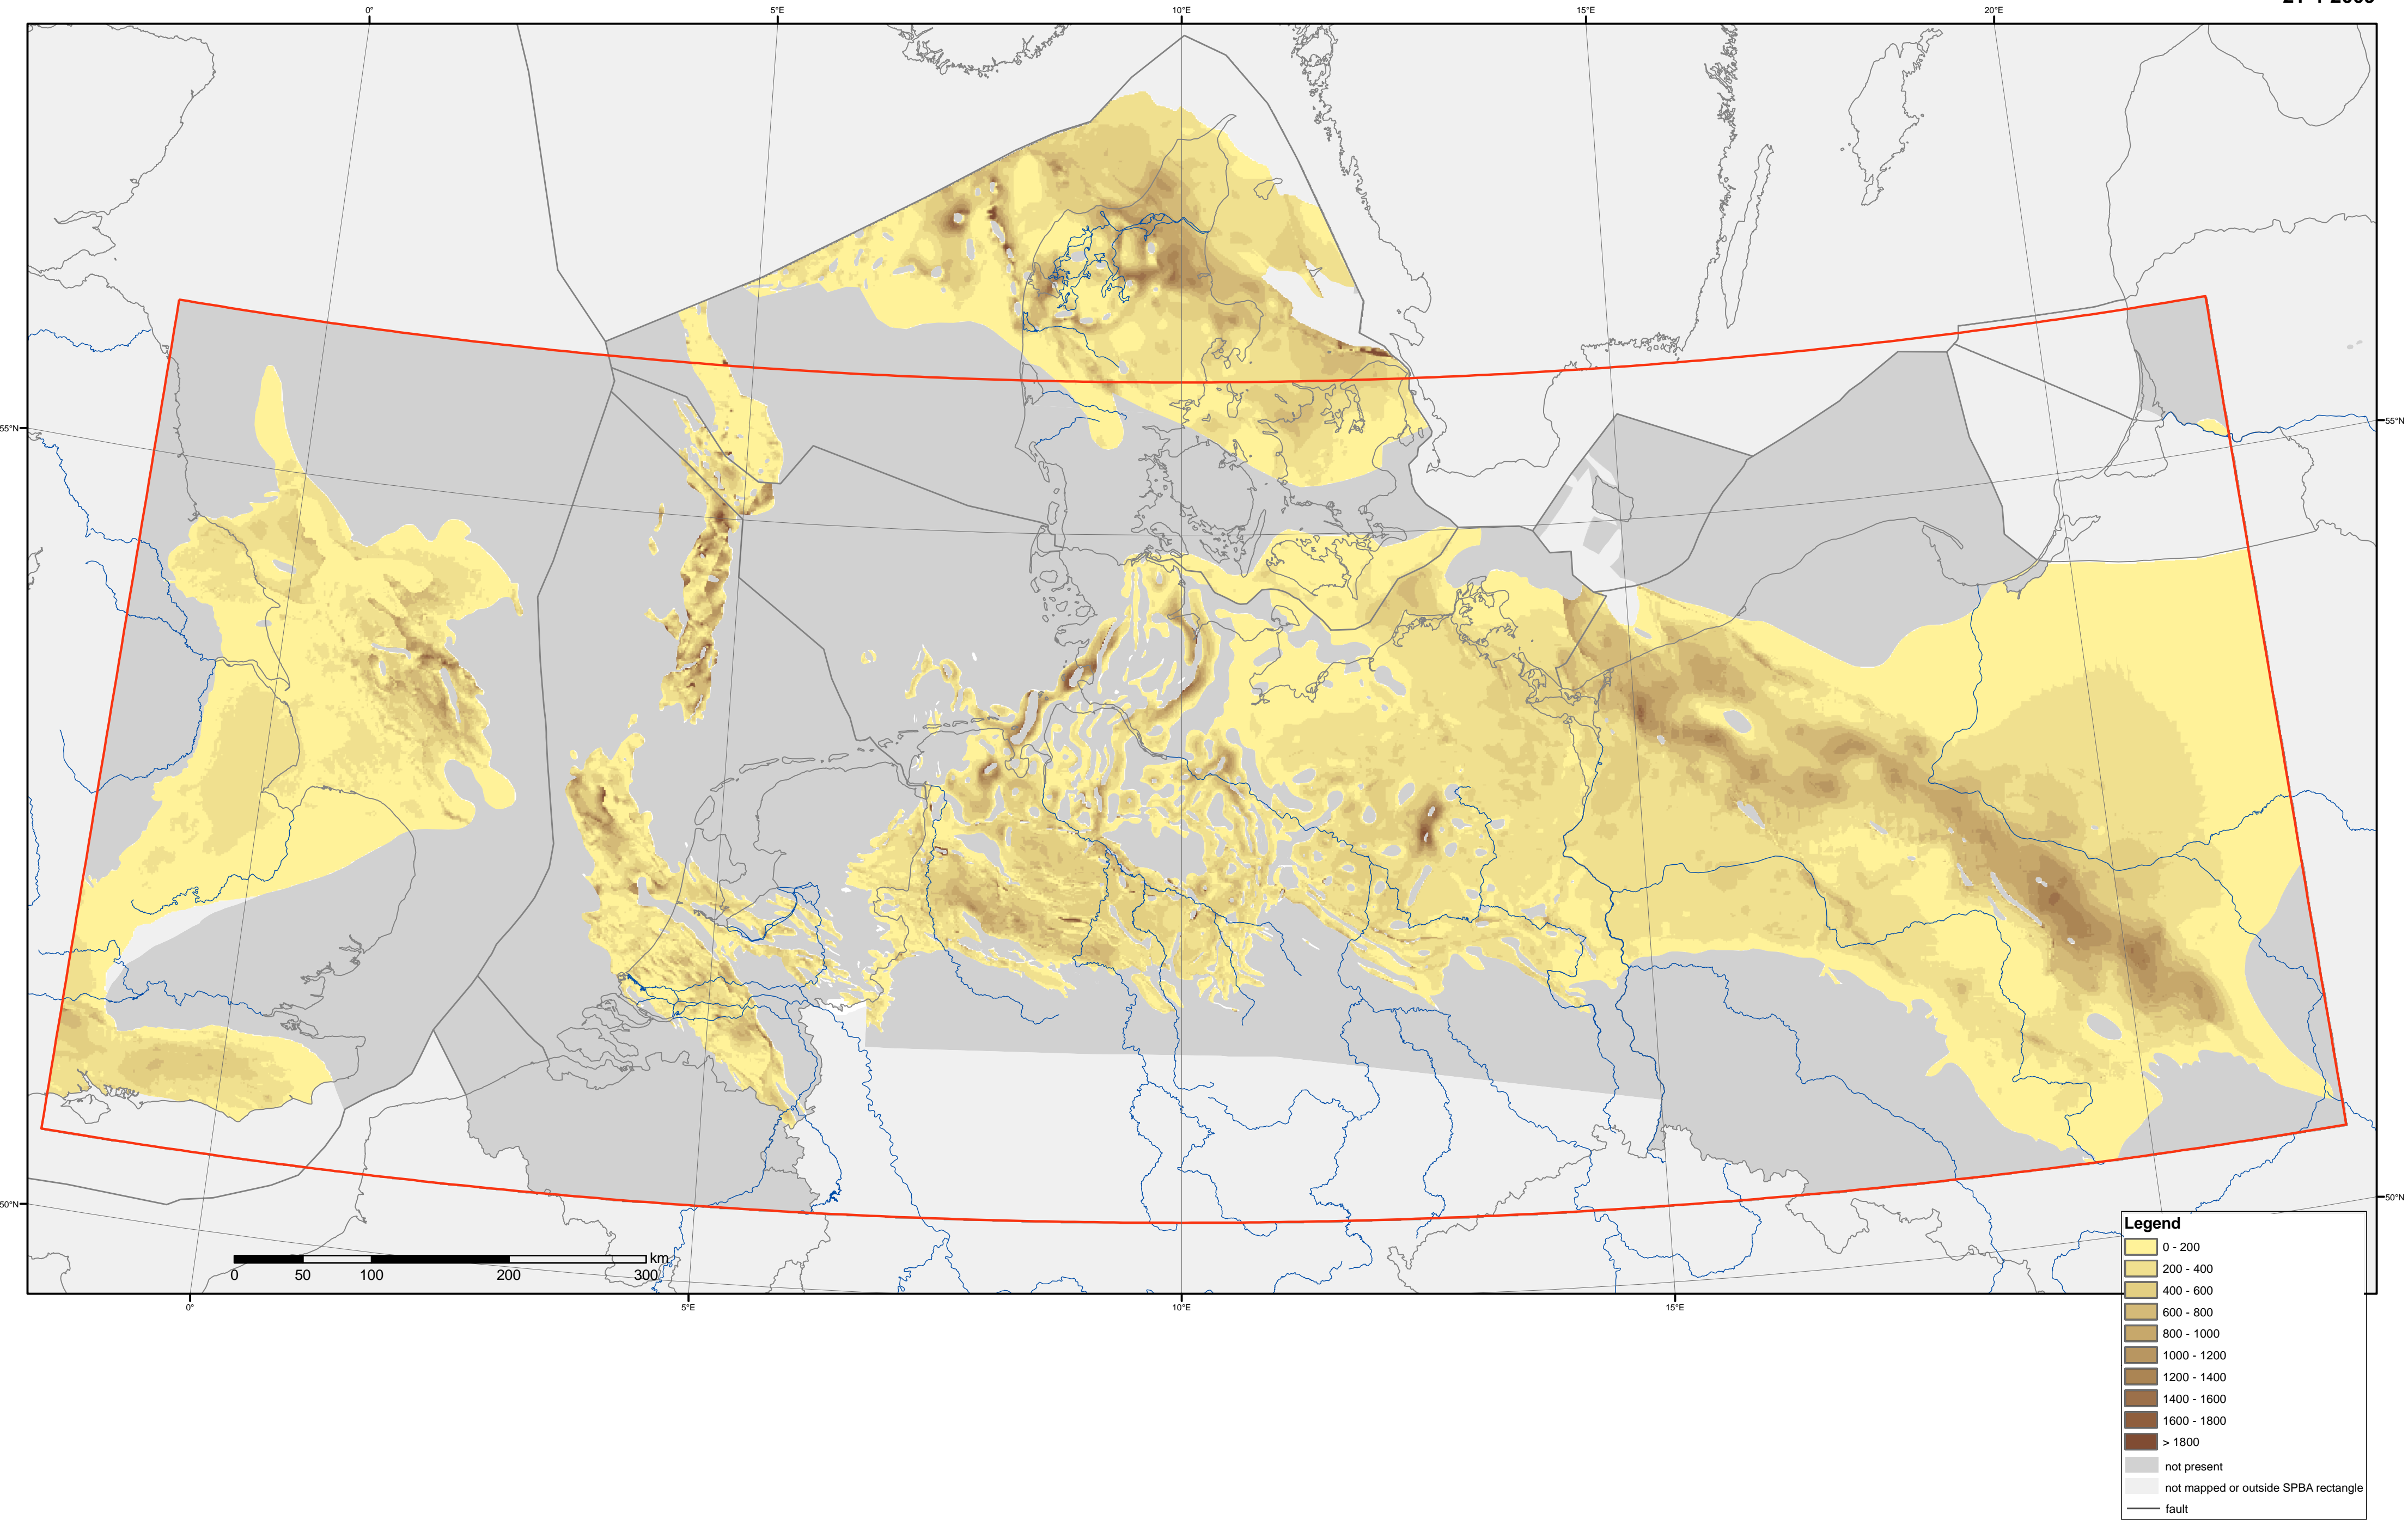 0° 5°E 10°E 15°E 20°E
55°N 55°N
50°N 50°N
km
0 50 100 200 300
0° 5°E 10°E 15°E
Legend
0 - 200
200 - 400
400 - 600
600 - 800
800 - 1000
1000 - 1200
1200 - 1400
1400 - 1600
1600 - 1800
> 1800
not present
not mapped or outside SPBA rectangle
fault